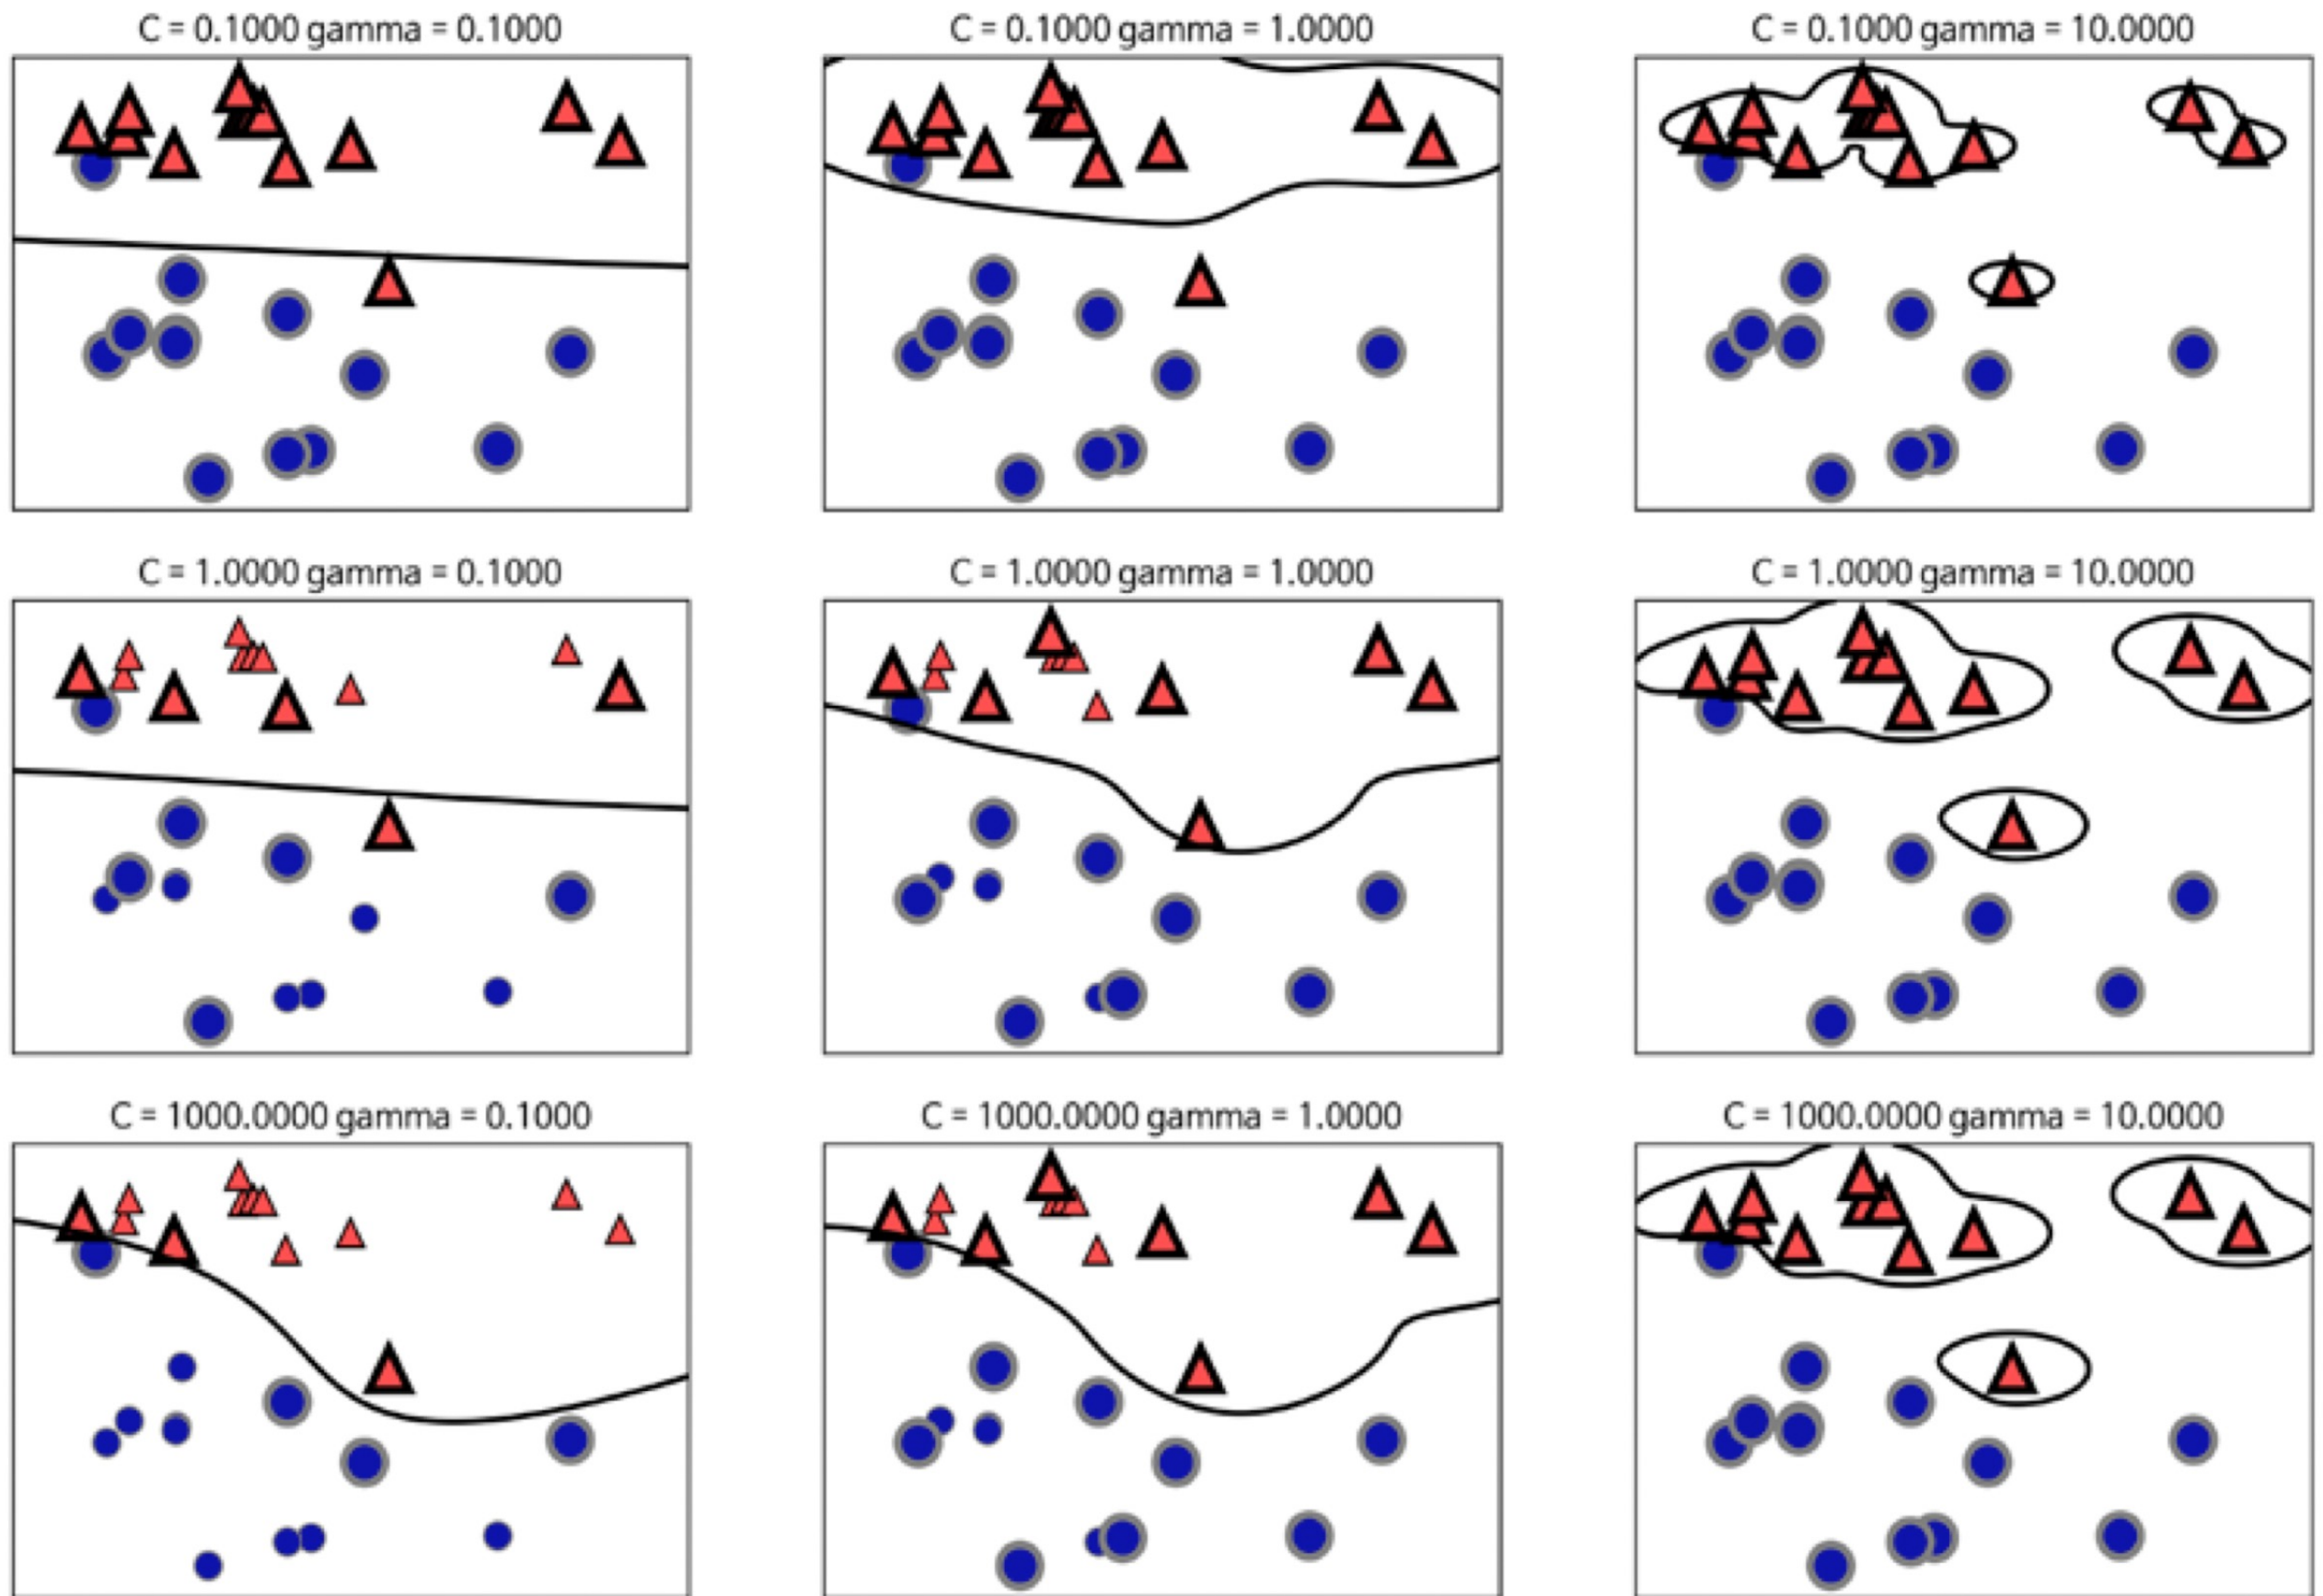 C = 0.1000 gamma = 0.1000
C = 0.1000 gamma = 1.0000
C = 0.1000 gamma = 10.0000
C = 1.0000 gamma = 0.1000
C = 1.0000 gamma = 1.0000
C = 1.0000 gamma = 10.0000
C = 1000.0000 gamma = 0.1000
C = 1000.0000 gamma = 1.0000
C = 1000.0000 gamma = 10.0000